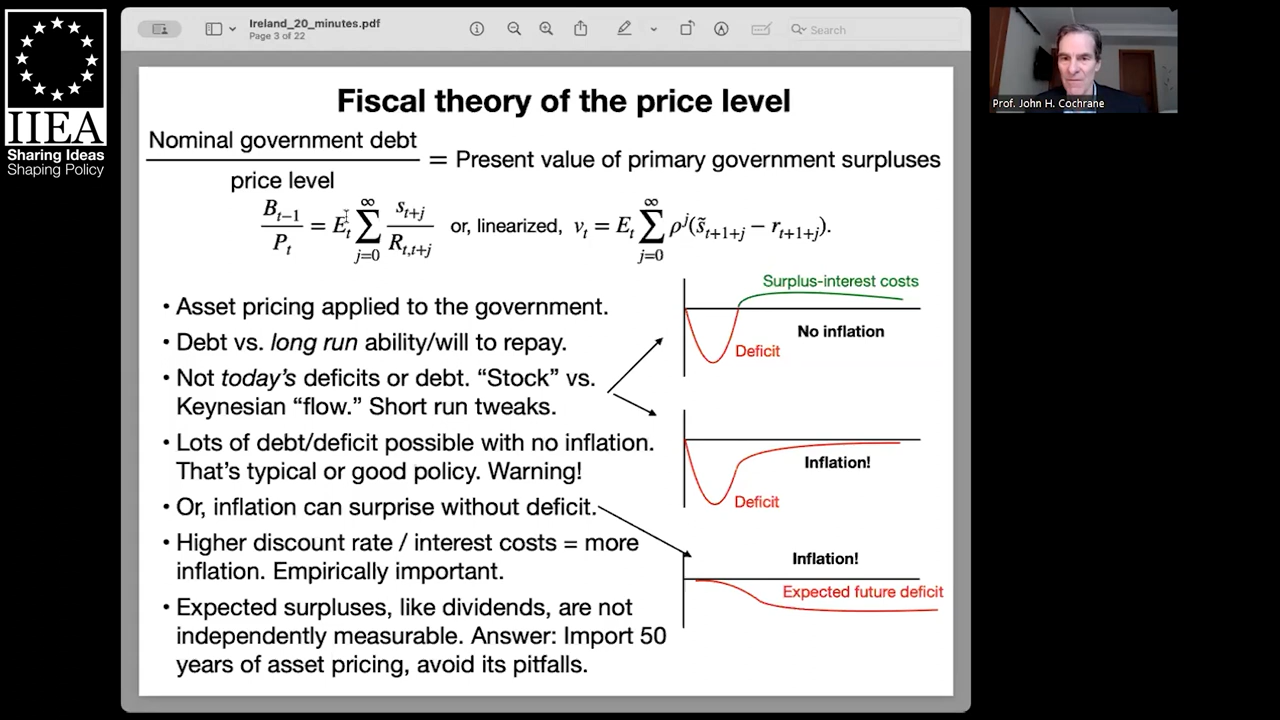 IIEA
Sharing Ideas
Shaping Policy
Ireland_20_minutes.pdf
Page 3 of 22
Search
Prof. John H. Cochrane
Fiscal theory of the price level
Nominal government debt
price level
= Present value of primary government surpluses
B_{t−1}/P_t = E_t ∑_{j=0}^{∞} s_{t+j}/R_{t,t+j} or, linearized, v_t = E_t ∑_{j=0}^{∞} ρ^j(s̃_{t+1+j} − r_{t+1+j}).
• Asset pricing applied to the government.
• Debt vs. long run ability/will to repay.
• Not today's deficits or debt. “Stock” vs.
Keynesian “flow.” Short run tweaks.
• Lots of debt/deficit possible with no inflation.
That's typical or good policy. Warning!
• Or, inflation can surprise without deficit.
• Higher discount rate / interest costs = more
inflation. Empirically important.
• Expected surpluses, like dividends, are not
independently measurable. Answer: Import 50
years of asset pricing, avoid its pitfalls.
Surplus-interest costs
No inflation
Deficit
Inflation!
Deficit
Inflation!
Expected future deficit